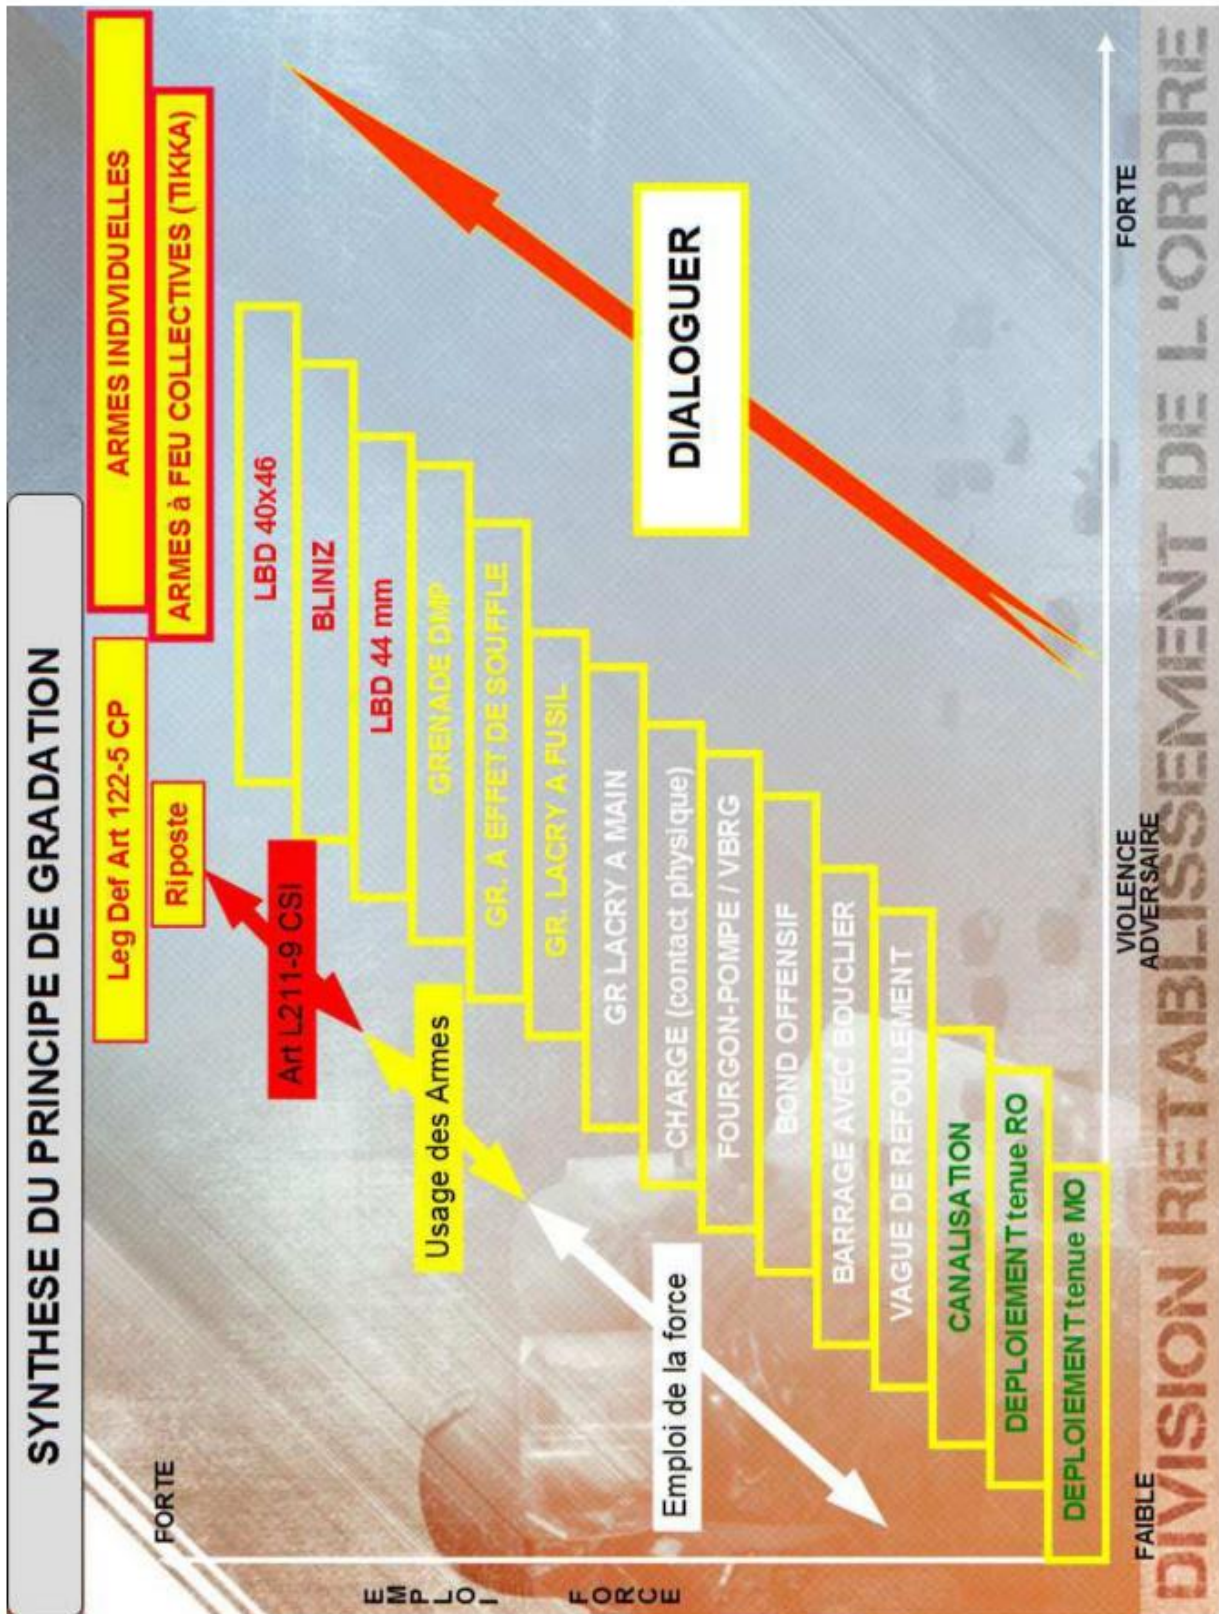 SYNTHESE DU PRINCIPE DE GRADATION
FORTE
EMPLOI FORCE
Leg Def Art 122-5 CP
ARMES INDIVIDUELLES
Riposte
ARMES à FEU COLLECTIVES (TIKKA)
Art L211-9 CSI
LBD 40x46
BLINIZ
LBD 44 mm
Usage des Armes
GRENADE DMP
GR. A EFFET DE SOUFFLE
GR. LACRY A FUSIL
GR LACRY A MAIN
Emploi de la force
CHARGE (contact physique)
FOURGON-POMPE / VBRG
BOND OFFENSIF
BARRAGE AVEC BOUCLIER
VAGUE DE REFOULEMENT
CANALISATION
DEPLOIEMENT tenue RO
DEPLOIEMENT tenue MO
DIALOGUER
FAIBLE
VIOLENCE
ADVERSAIRE
FORTE
DIVISION RETABLISSEMENT DE L'ORDRE